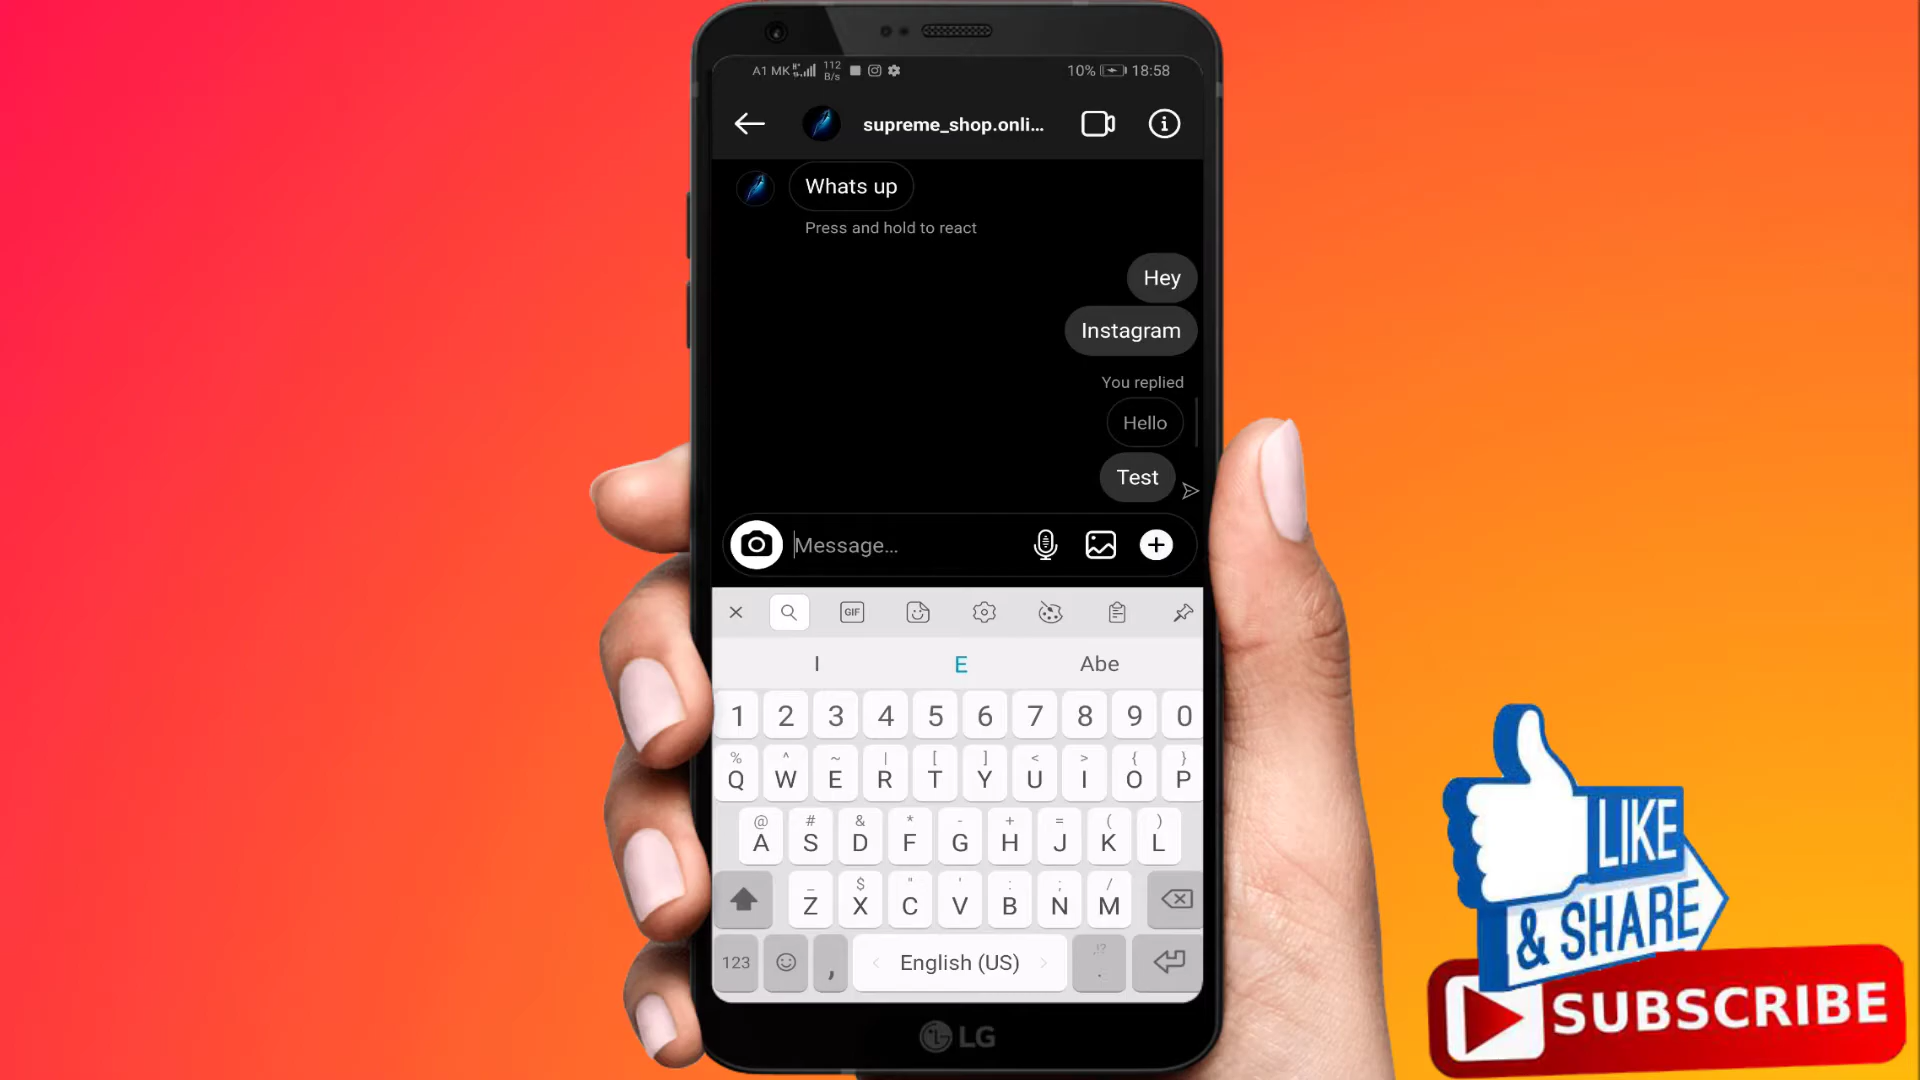 A1 MK 112 B/s 10% 18:58
supreme_shop.onli...
Whats up
Press and hold to react
Hey
Instagram
You replied
Hello
Test
Message...
GIF
I E Abe
1 2 3 4 5 6 7 8 9 0
% ^ ~ | [ ] < > { }
Q W E R T Y U I O P
@ # & * - + = ( )
A S D F G H J K L
_ $ " ' : ; /
Z X C V B N M
123 , English (US) .
,!?
LG
LIKE
& SHARE
SUBSCRIBE